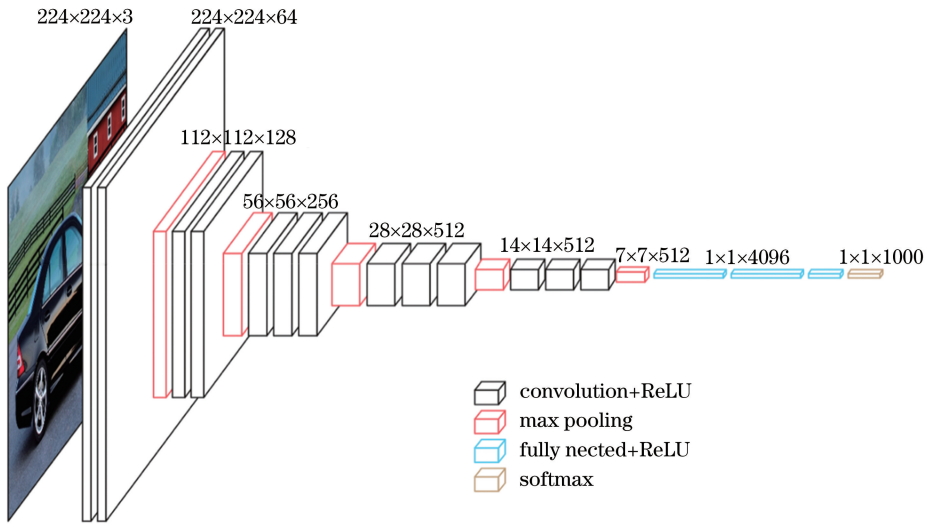 224×224×3
224×224×64
112×112×128
56×56×256
28×28×512
14×14×512
7×7×512
1×1×4096
1×1×1000
convolution+ReLU
max pooling
fully nected+ReLU
softmax